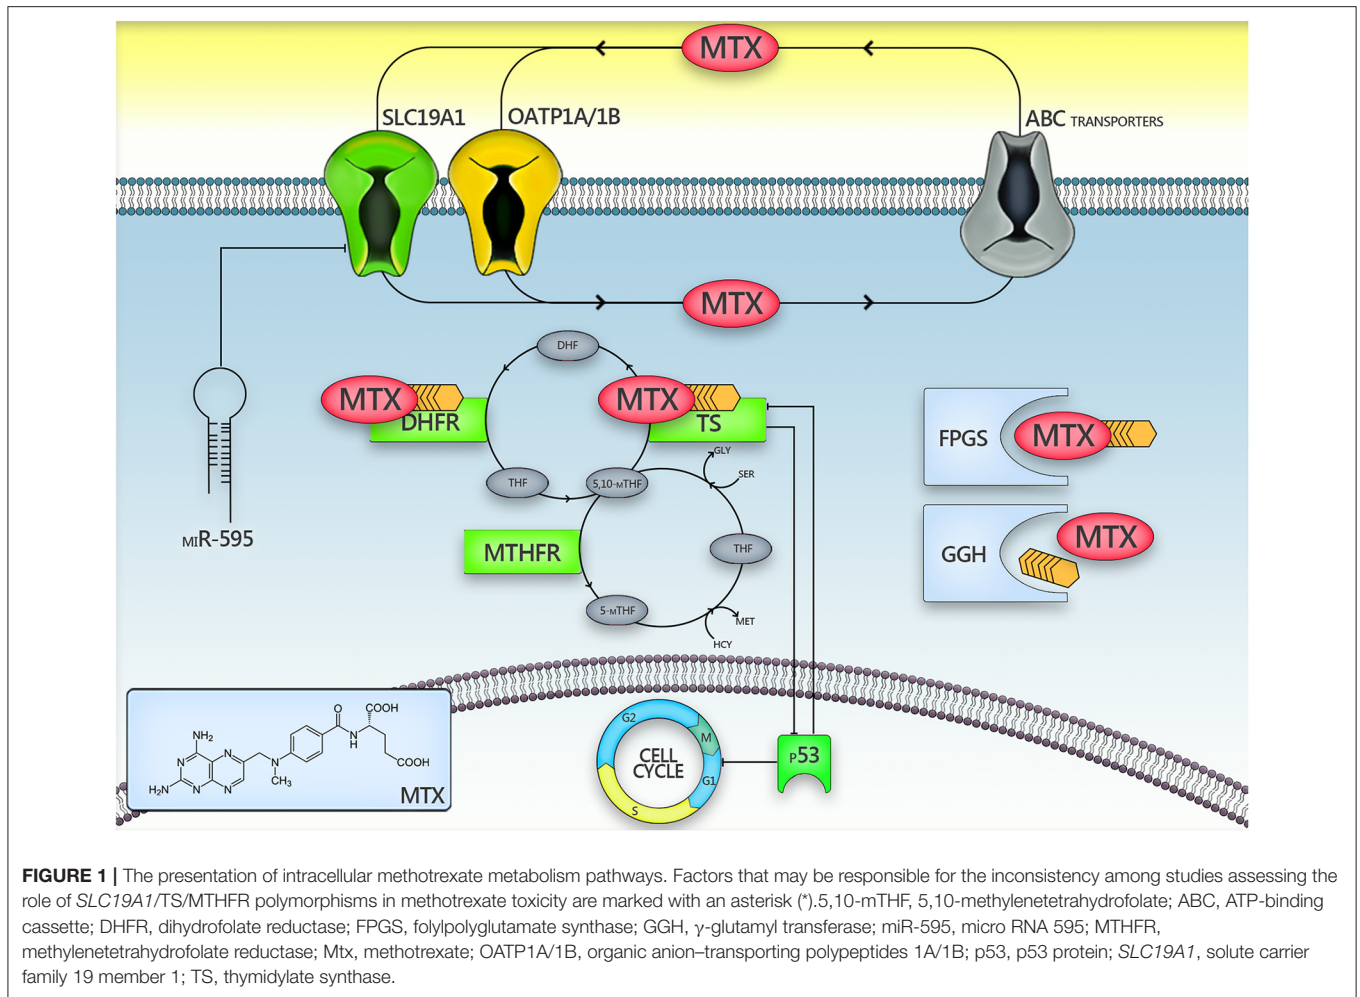 MTX
SLC19A1
OATP1A/1B
ABC TRANSPORTERS
MTX
DHF
MTX
DHFR
MTX
TS
GLY
SER
THF
5,10-MTHF
FPGS
MTX
MIR-595
MTHFR
THF
GGH
MTX
5-MTHF
MET
HCY
NH₂
N
N
N
N
H₂N
N
CH₃
O
N
H
COOH
COOH
MTX
G2
M
G1
S
CELL
CYCLE
P53
FIGURE 1 | The presentation of intracellular methotrexate metabolism pathways. Factors that may be responsible for the inconsistency among studies assessing the
role of SLC19A1/TS/MTHFR polymorphisms in methotrexate toxicity are marked with an asterisk (*).5,10-mTHF, 5,10-methylenetetrahydrofolate; ABC, ATP-binding
cassette; DHFR, dihydrofolate reductase; FPGS, folylpolyglutamate synthase; GGH, γ-glutamyl transferase; miR-595, micro RNA 595; MTHFR,
methylenetetrahydrofolate reductase; Mtx, methotrexate; OATP1A/1B, organic anion–transporting polypeptides 1A/1B; p53, p53 protein; SLC19A1, solute carrier
family 19 member 1; TS, thymidylate synthase.